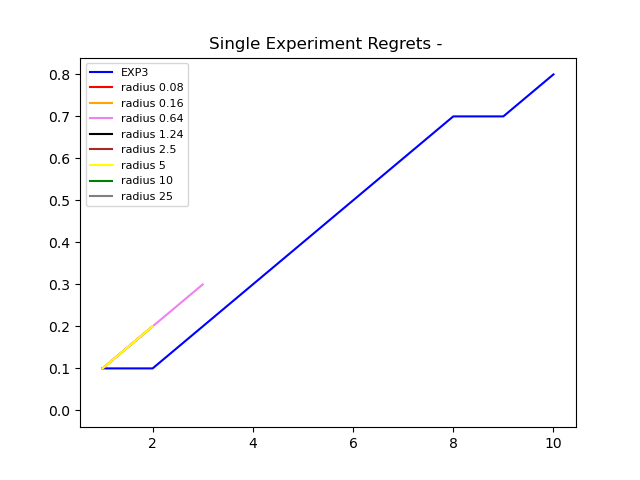 Single Experiment Regrets -
EXP3
radius 0.08
radius 0.16
radius 0.64
radius 1.24
radius 2.5
radius 5
radius 10
radius 25
0.8
0.7
0.6
0.5
0.4
0.3
0.2
0.1
0.0
2 4 6 8 10